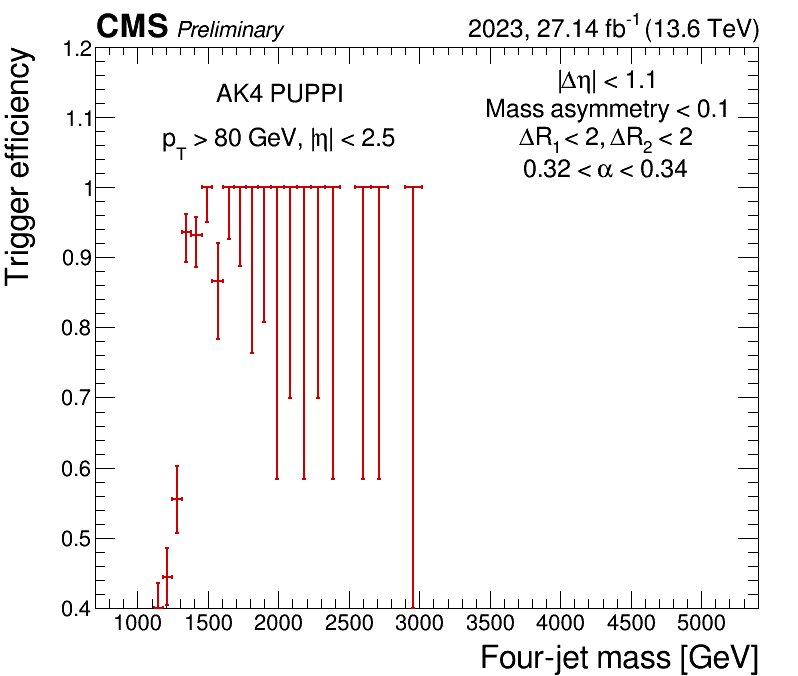 CMS Preliminary 2023, 27.14 fb⁻¹ (13.6 TeV)
AK4 PUPPI
p_T > 80 GeV, |η| < 2.5
|Δη| < 1.1
Mass asymmetry < 0.1
ΔR₁ < 2, ΔR₂ < 2
0.32 < α < 0.34
Trigger efficiency
1.2
1.1
1
0.9
0.8
0.7
0.6
0.5
0.4
1000 1500 2000 2500 3000 3500 4000 4500 5000
Four-jet mass [GeV]